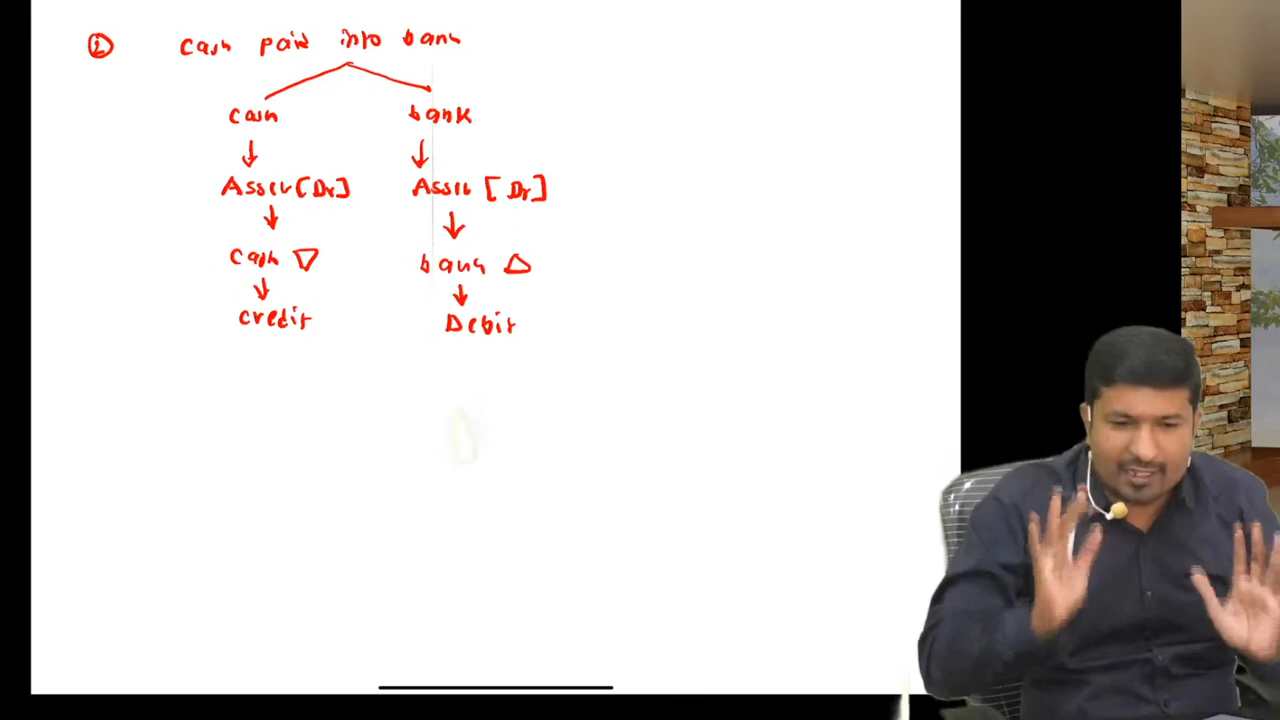 ② cash paid into bank
cash bank
↓ ↓
Asset [Dr] Asset [Dr]
↓ ↓
cash ▽ bank △
↓ ↓
credit Debit